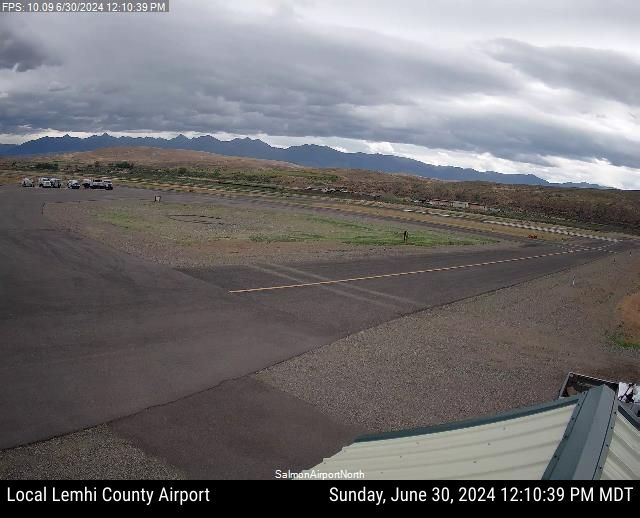 FPS: 10.09 6/30/2024 12:10:39 PM
SalmonAirportNorth
Local Lemhi County Airport
Sunday, June 30, 2024 12:10:39 PM MDT